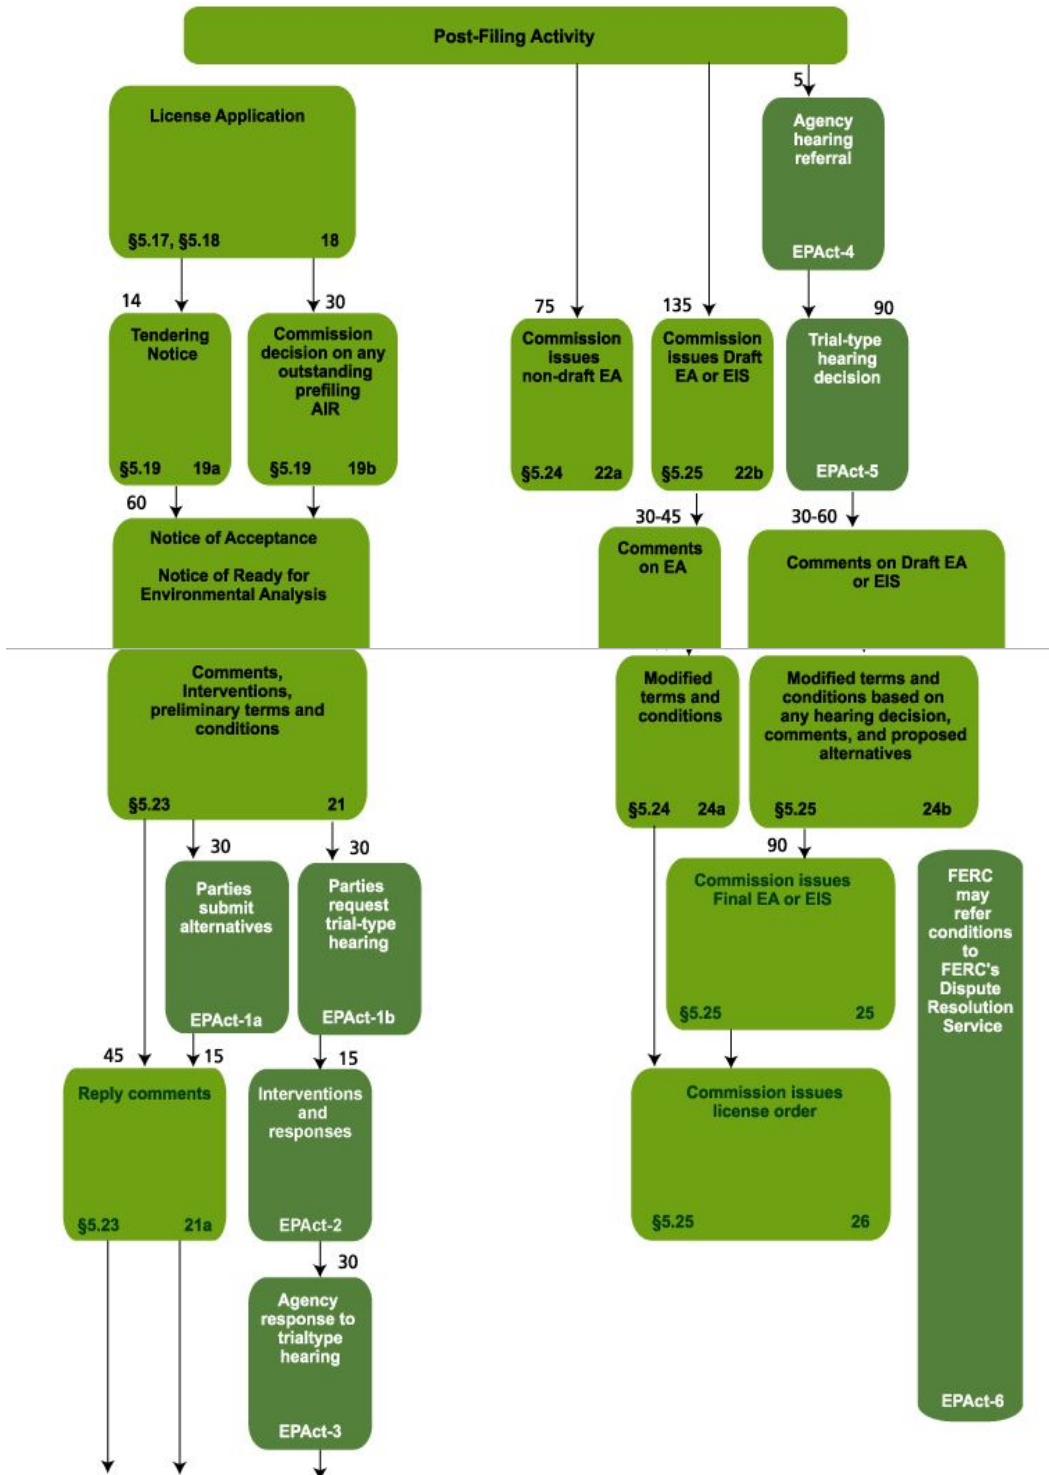 Post-Filing Activity
License Application
§5.17, §5.18 18
14
30
Tendering
Notice
§5.19 19a
Commission
decision on any
outstanding
prefiling
AIR
§5.19 19b
60
Notice of Acceptance
Notice of Ready for
Environmental Analysis
Comments,
Interventions,
preliminary terms and
conditions
§5.23 21
30
30
Parties
submit
alternatives
EPAct-1a
Parties
request
trial-type
hearing
EPAct-1b
45
15
15
Reply comments
§5.23 21a
Interventions
and
responses
EPAct-2
30
Agency
response to
trialtype
hearing
EPAct-3
5
Agency
hearing
referral
EPAct-4
75
135
90
Commission
issues
non-draft EA
§5.24 22a
Commission
issues Draft
EA or EIS
§5.25 22b
Trial-type
hearing
decision
EPAct-5
30-45
30-60
Comments
on EA
Comments on Draft EA
or EIS
Modified
terms and
conditions
§5.24 24a
Modified terms and
conditions based on
any hearing decision,
comments, and proposed
alternatives
§5.25 24b
90
Commission issues
Final EA or EIS
§5.25 25
Commission issues
license order
§5.25 26
FERC
may
refer
conditions
to
FERC's
Dispute
Resolution
Service
EPAct-6